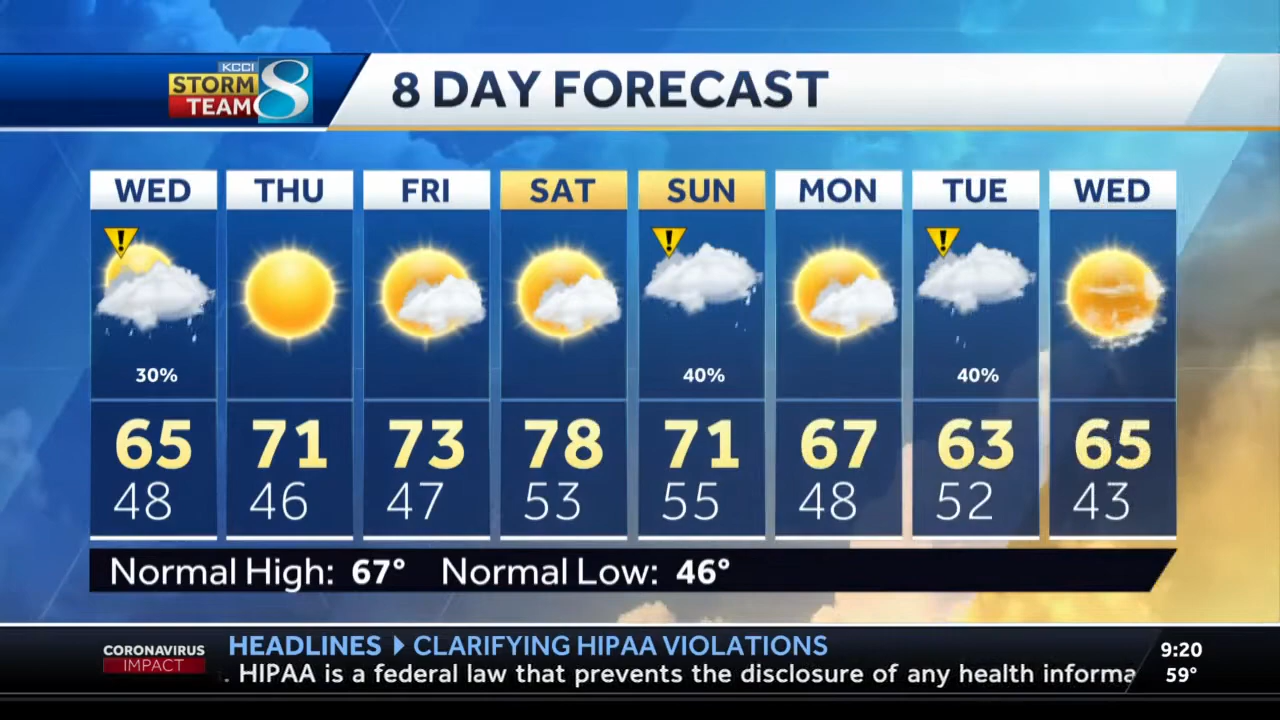 KCCI
STORM
TEAM 8
8 DAY FORECAST
WED THU FRI SAT SUN MON TUE WED
! ! !
30% 40% 40%
65 71 73 78 71 67 63 65
48 46 47 53 55 48 52 43
Normal High: 67° Normal Low: 46°
CORONAVIRUS
IMPACT
HEADLINES CLARIFYING HIPAA VIOLATIONS
. HIPAA is a federal law that prevents the disclosure of any health informa
9:20
59°